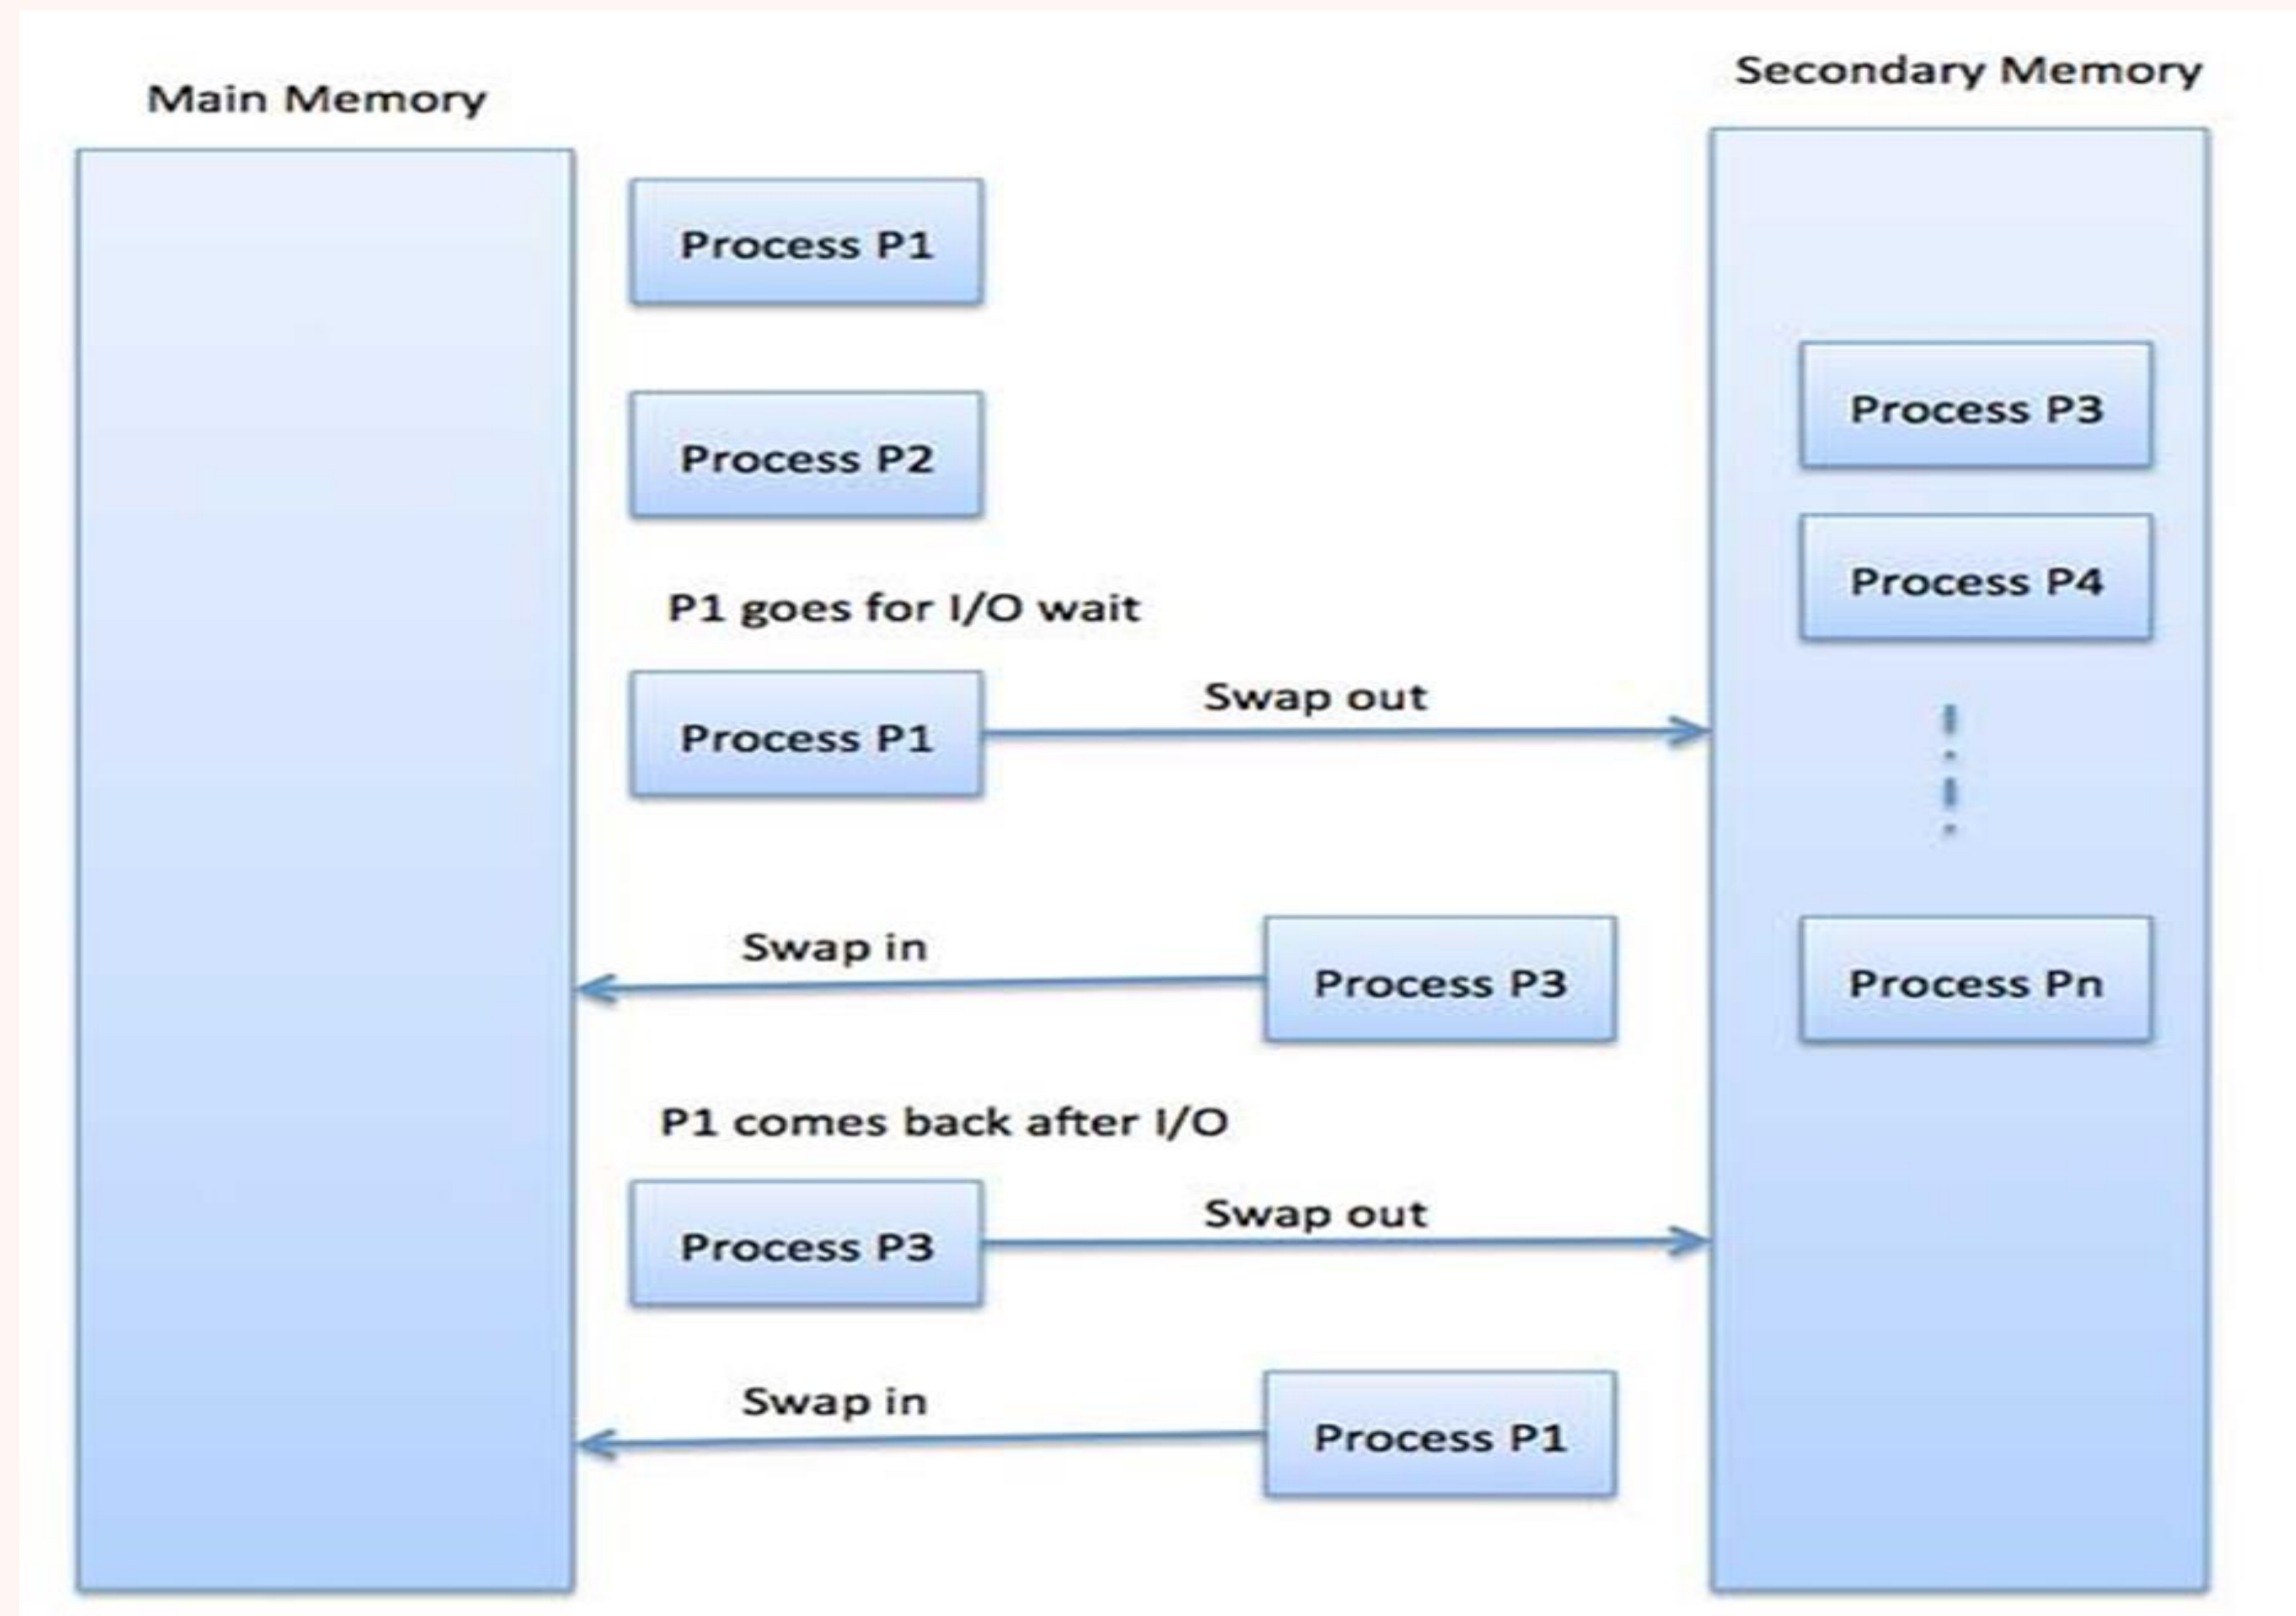 Main Memory
Secondary Memory
Process P1
Process P2
Process P3
Process P4
P1 goes for I/O wait
Process P1
Swap out
Swap in
Process P3
Process Pn
P1 comes back after I/O
Process P3
Swap out
Swap in
Process P1